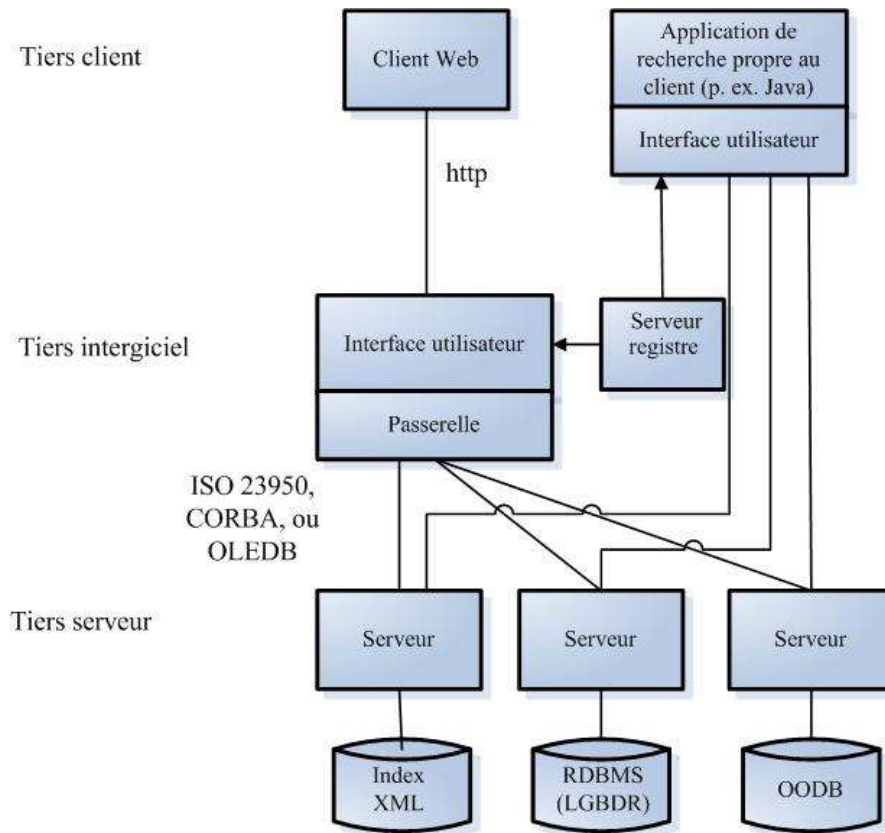 Tiers client
Client Web
Application de
recherche propre au
client (p. ex. Java)
Interface utilisateur
http
Tiers intergiciel
Interface utilisateur
Serveur
registre
Passerelle
ISO 23950,
CORBA, ou
OLEDB
Tiers serveur
Serveur
Serveur
Serveur
Index
XML
RDBMS
(LGBDR)
OODB